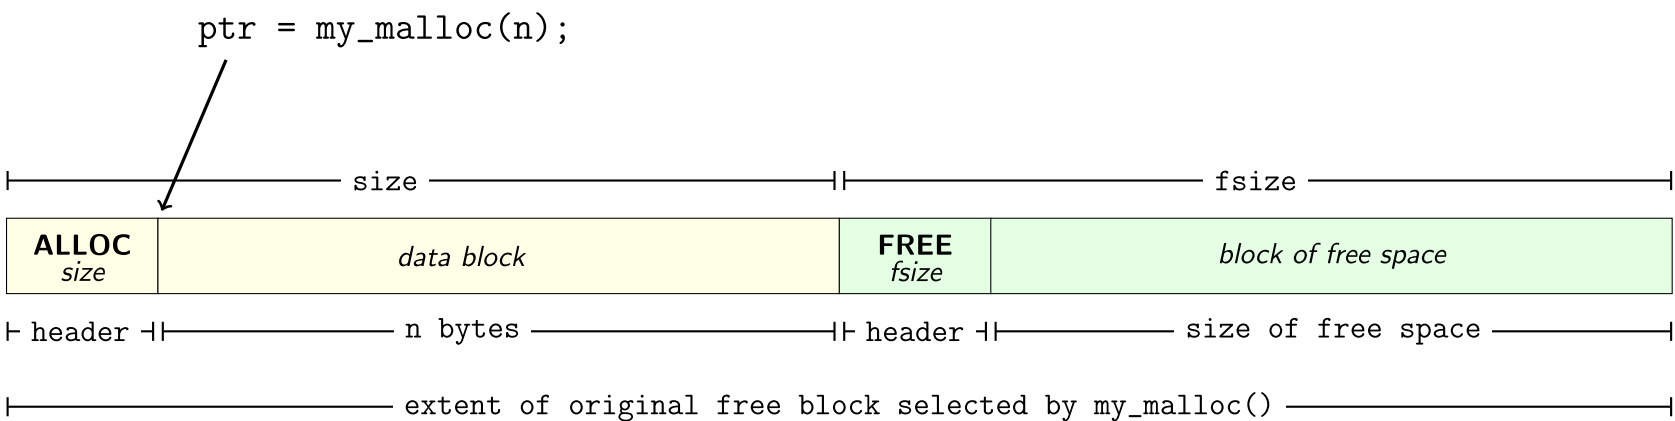 ptr = my_malloc(n);
size fsize
ALLOC FREE
size data block fsize block of free space
header n bytes header size of free space
extent of original free block selected by my_malloc()